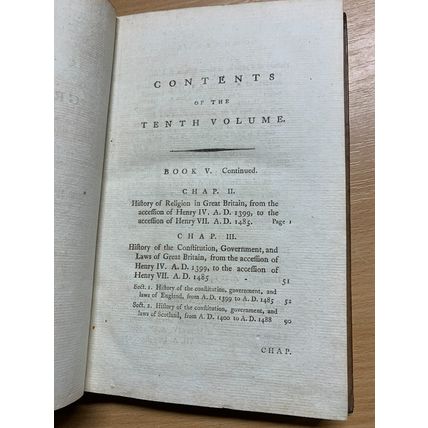 CONTENTS
OF THE
TENTH VOLUME.
BOOK V. Continued.
CHAP. II.
Hiſtory of Religion in Great Britain, from the
acceſſion of Henry IV. A. D. 1399, to the
acceſſion of Henry VII. A. D. 1485. Page 1
CHAP. III.
Hiſtory of the Conſtitution, Government, and
Laws of Great Britain, from the acceſſion of
Henry IV. A. D. 1399, to the acceſſion of
Henry VII. A. D. 1485 - 51
Sect. 1. Hiſtory of the conſtitution, government, and
laws of England, from A. D. 1399 to A. D. 1485 52
Sect. 2. Hiſtory of the conſtitution, government, and
laws of Scotland, from A. D. 1400 to A. D. 1488 90
CHAP.